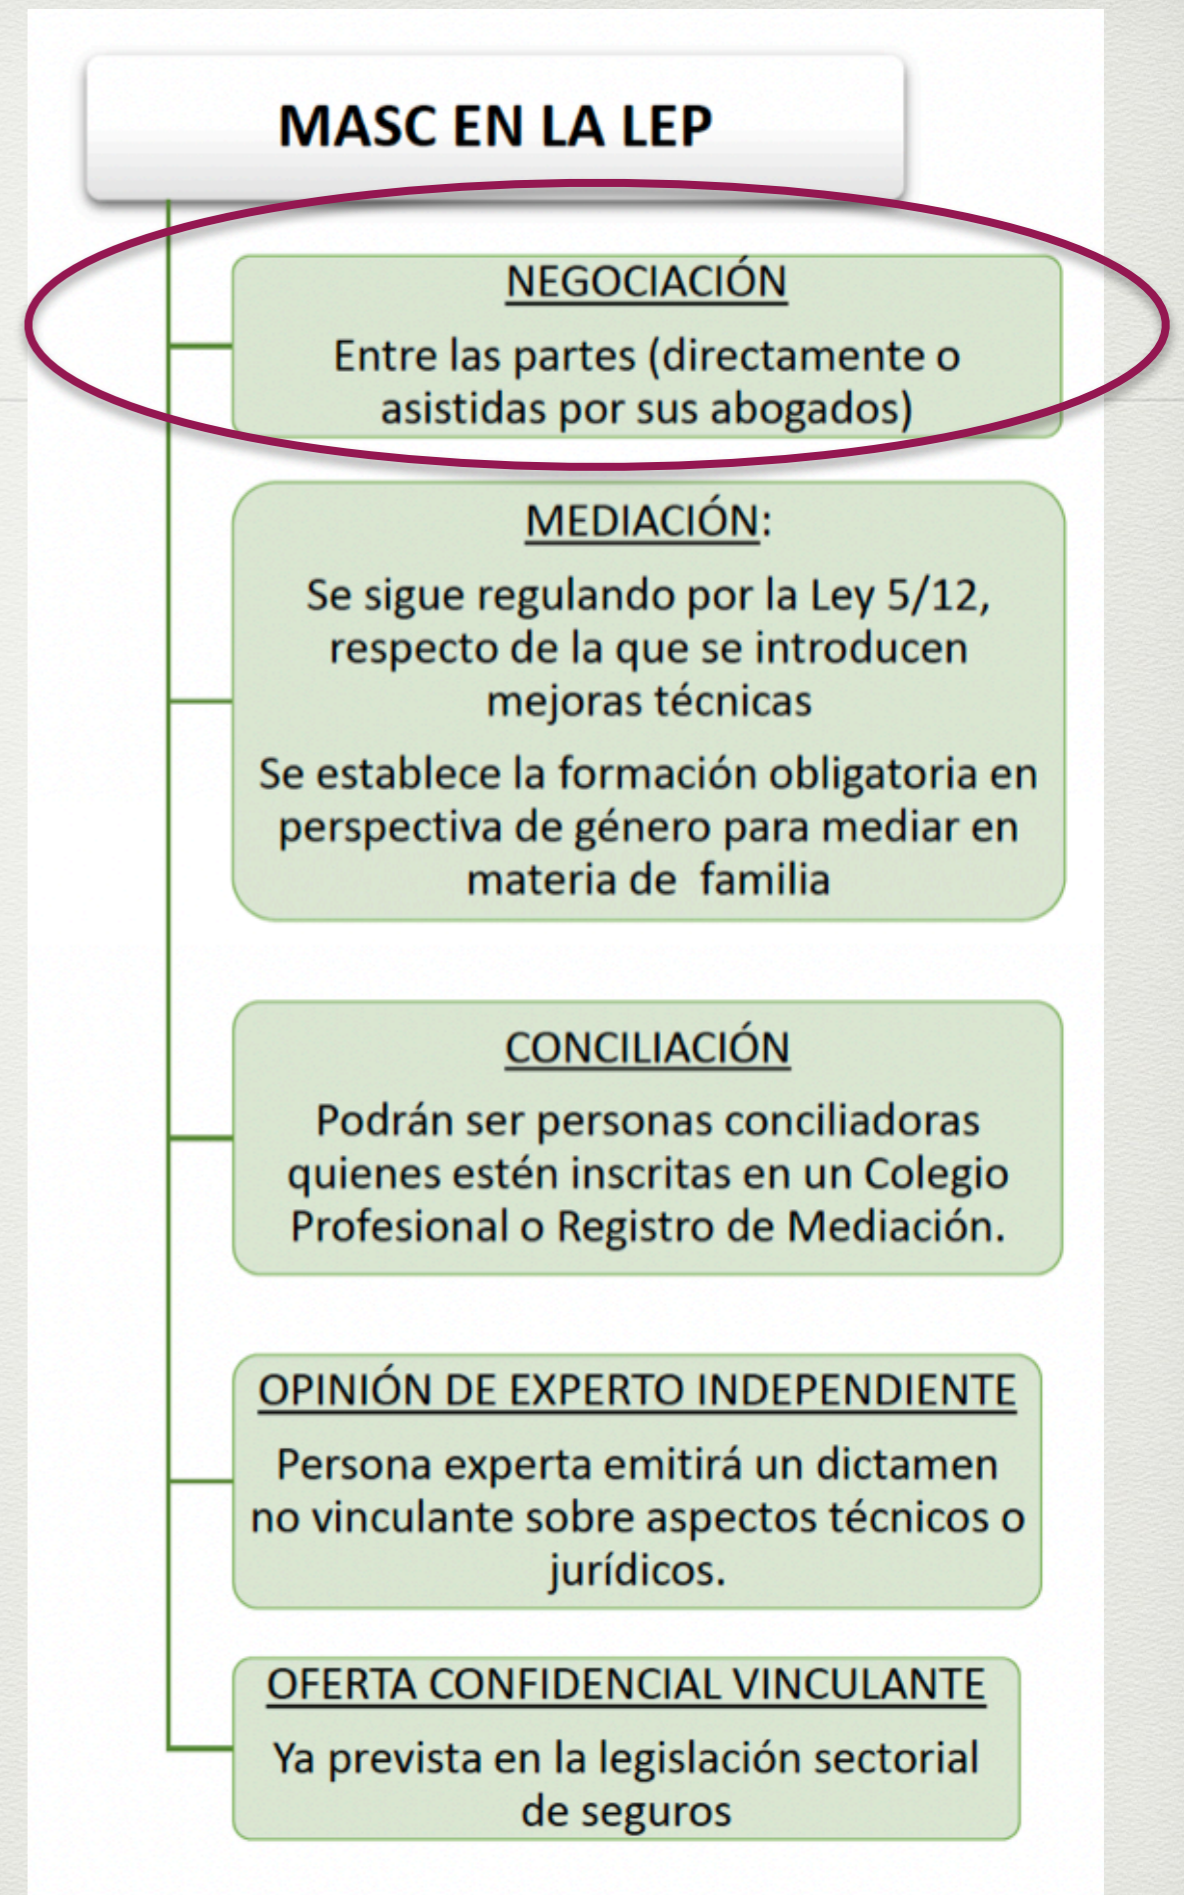 MASC EN LA LEP
NEGOCIACIÓN
Entre las partes (directamente o
asistidas por sus abogados)
MEDIACIÓN:
Se sigue regulando por la Ley 5/12,
respecto de la que se introducen
mejoras técnicas
Se establece la formación obligatoria en
perspectiva de género para mediar en
materia de familia
CONCILIACIÓN
Podrán ser personas conciliadoras
quienes estén inscritas en un Colegio
Profesional o Registro de Mediación.
OPINIÓN DE EXPERTO INDEPENDIENTE
Persona experta emitirá un dictamen
no vinculante sobre aspectos técnicos o
jurídicos.
OFERTA CONFIDENCIAL VINCULANTE
Ya prevista en la legislación sectorial
de seguros